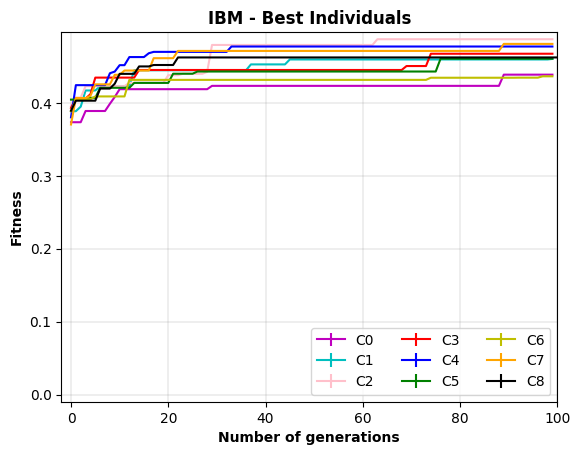 IBM - Best Individuals
Fitness
0.4
0.3
0.2
0.1
0.0
C0 C3 C6
C1 C4 C7
C2 C5 C8
0 20 40 60 80 100
Number of generations